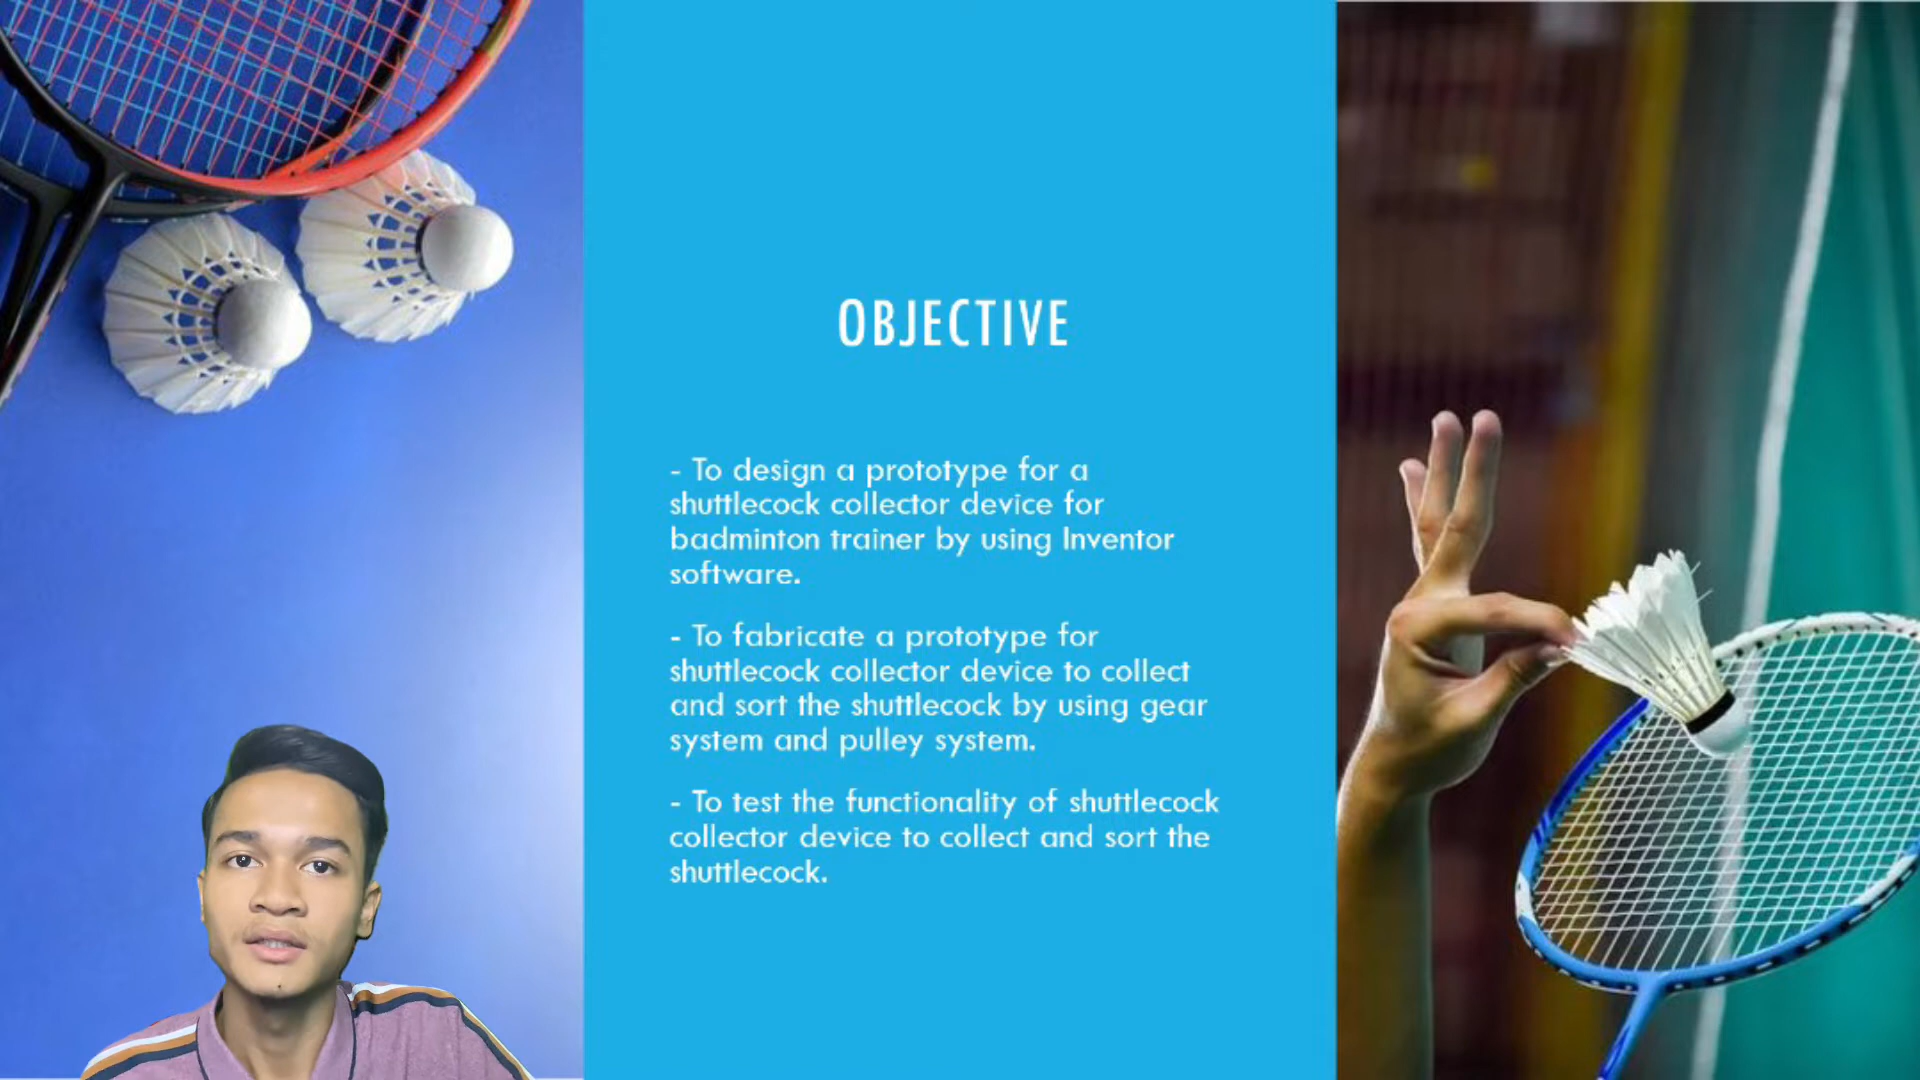 OBJECTIVE
- To design a prototype for a
shuttlecock collector device for
badminton trainer by using Inventor
software.
- To fabricate a prototype for
shuttlecock collector device to collect
and sort the shuttlecock by using gear
system and pulley system.
- To test the functionality of shuttlecock
collector device to collect and sort the
shuttlecock.